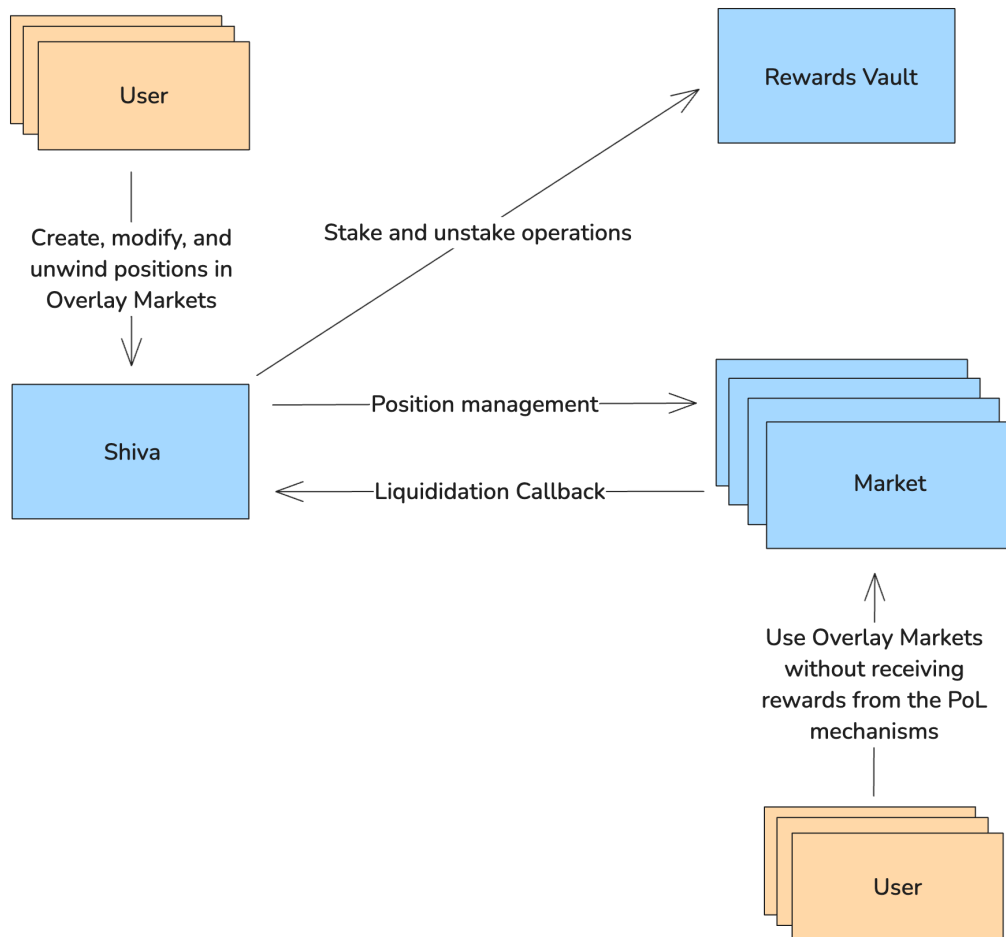 User
Rewards Vault
Create, modify, and
unwind positions in
Overlay Markets
Stake and unstake operations
Shiva
Position management
Liquididation Callback
Market
Use Overlay Markets
without receiving
rewards from the PoL
mechanisms
User